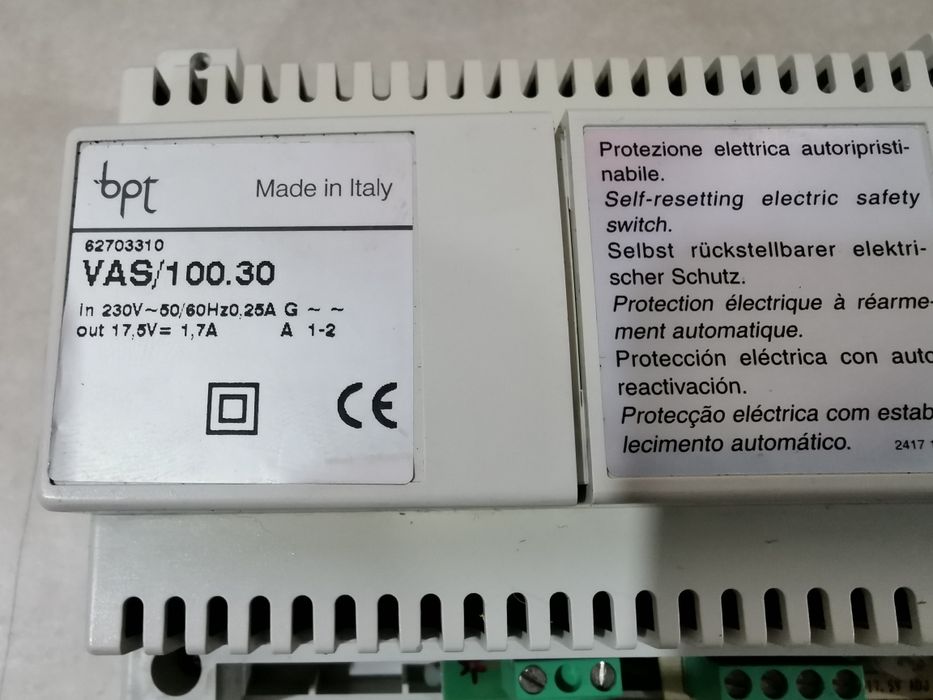 bpt
Made in Italy
62703310
VAS/100.30
in 230V~50/60Hz0,25A G ~ ~
out 17,5V= 1,7A A 1-2
CE
Protezione elettrica autoripristi-
nabile.
Self-resetting electric safety
switch.
Selbst rückstellbarer elektri-
scher Schutz.
Protection électrique à réarme-
ment automatique.
Protección eléctrica con auto
reactivación.
Protecção eléctrica com estab
lecimento automático.
2417